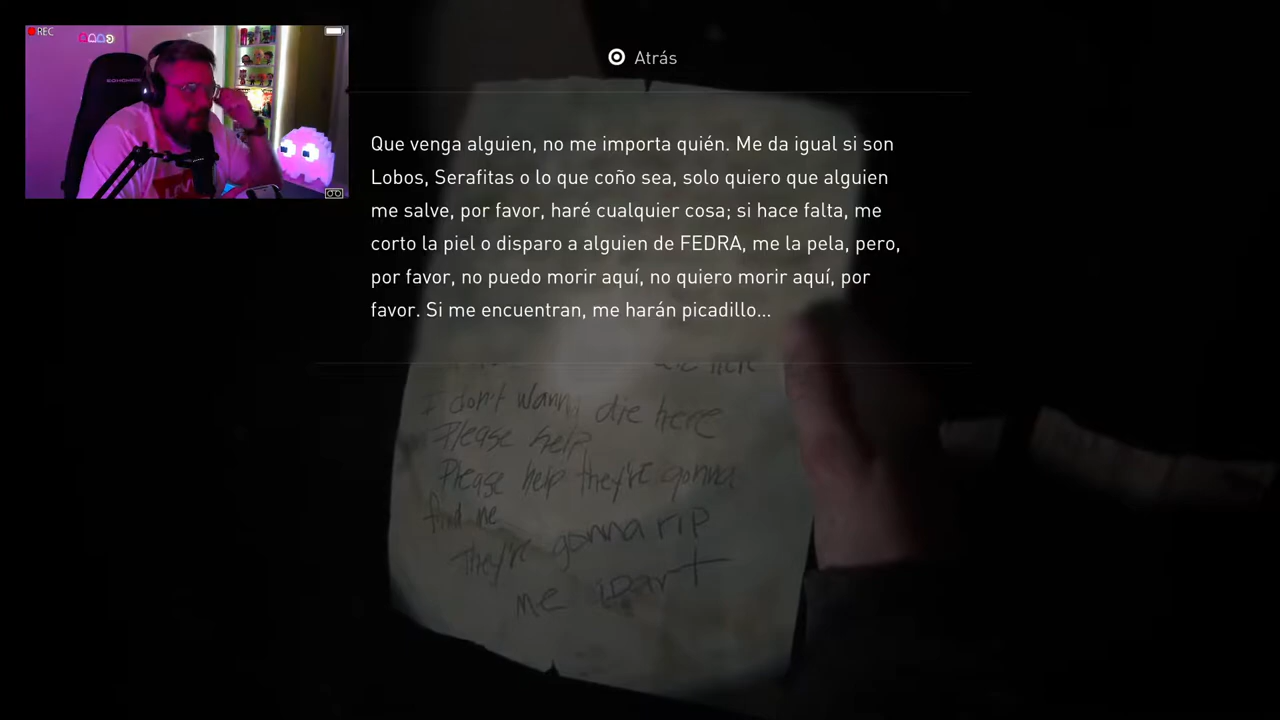 REC
Atrás
Que venga alguien, no me importa quién. Me da igual si son
Lobos, Serafitas o lo que coño sea, solo quiero que alguien
me salve, por favor, haré cualquier cosa; si hace falta, me
corto la piel o disparo a alguien de FEDRA, me la pela, pero,
por favor, no puedo morir aquí, no quiero morir aquí, por
favor. Si me encuentran, me harán picadillo...
die here
I don't wanna die here
Please help
Please help they're gonna
find me
They're gonna rip
me apart